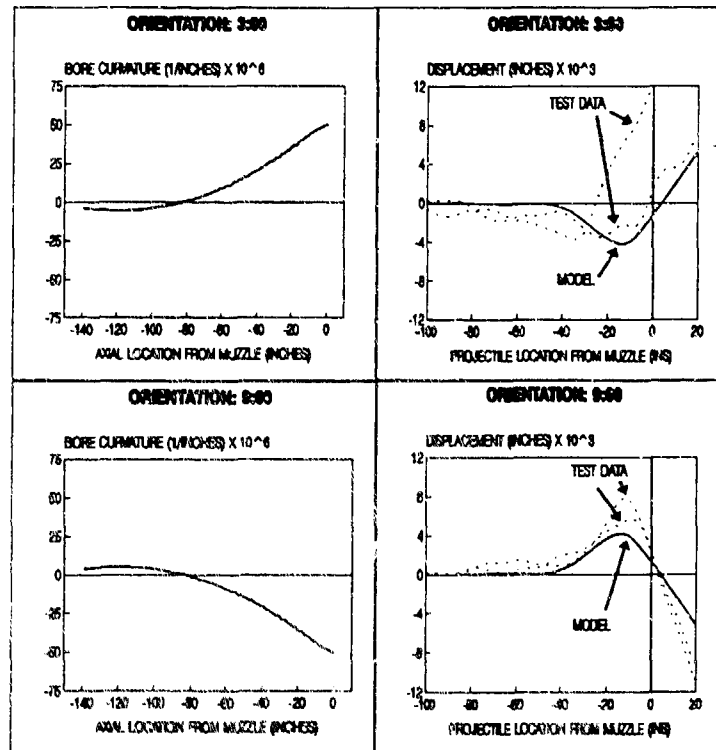 ORIENTATION: 3:00
BORE CURVATURE (1/INCHES) X 10^6
75
50
25
0
-25
-50
-75
-140 -120 -100 -80 -60 -40 -20 0
AXIAL LOCATION FROM MUZZLE (INCHES)
ORIENTATION: 3:00
DISPLACEMENT (INCHES) X 10^3
12
8
4
0
-4
-8
-12
TEST DATA
MODEL
-100 -80 -60 -40 -20 0 20
PROJECTILE LOCATION FROM MUZZLE (INS)
ORIENTATION: 9:00
BORE CURVATURE (1/INCHES) X 10^6
75
50
25
0
-25
-50
-75
-140 -120 -100 -80 -60 -40 -20 0
AXIAL LOCATION FROM MUZZLE (INCHES)
ORIENTATION: 9:00
DISPLACEMENT (INCHES) X 10^3
12
8
4
0
-4
-8
-12
TEST DATA
MODEL
-100 -80 -60 -40 -20 0 20
PROJECTILE LOCATION FROM MUZZLE (INS)